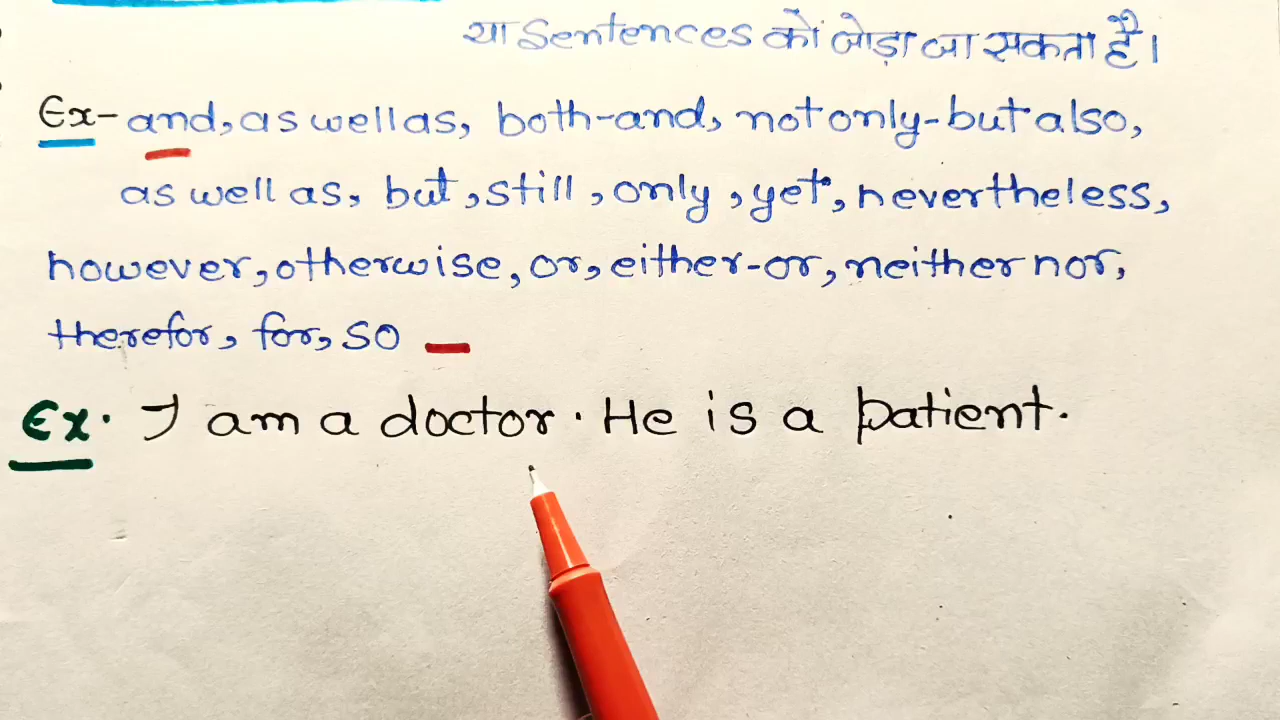 या Sentences को जोड़ा जा सकता है।
Ex- and, as well as, both-and, not only-but also,
as well as, but, still, only, yet, nevertheless,
however, otherwise, or, either-or, neither nor,
therefor, for, so
Ex. I am a doctor. He is a patient.